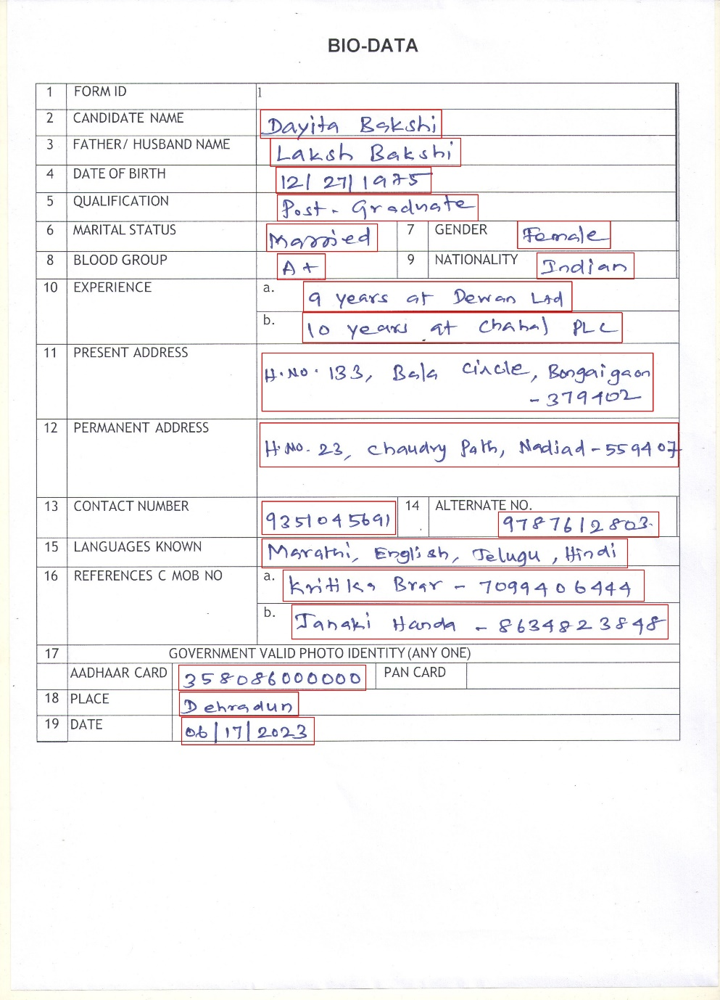 BIO-DATA
1 FORM ID 1
2 CANDIDATE NAME Dayita Bakshi
3 FATHER/ HUSBAND NAME Laksh Bakshi
4 DATE OF BIRTH 12/27/1975
5 QUALIFICATION Post-Graduate
6 MARITAL STATUS Married 7 GENDER Female
8 BLOOD GROUP A+ 9 NATIONALITY Indian
10 EXPERIENCE a. 9 years at Dewan Ltd
b. 10 years at Chahal PLC
11 PRESENT ADDRESS H.No. 133, Bala Circle, Bongaigaon
- 379402
12 PERMANENT ADDRESS H.No. 23, Chaudry Path, Nadiad - 559407
13 CONTACT NUMBER 9351045691 14 ALTERNATE NO. 9787612803.
15 LANGUAGES KNOWN Marathi, English, Telugu, Hindi
16 REFERENCES C MOB NO a. Kritika Brar - 7099406444
b. Janaki Handa - 8634823848
17 GOVERNMENT VALID PHOTO IDENTITY (ANY ONE)
AADHAAR CARD 358086000000 PAN CARD
18 PLACE Dehradun
19 DATE 06/17/2023